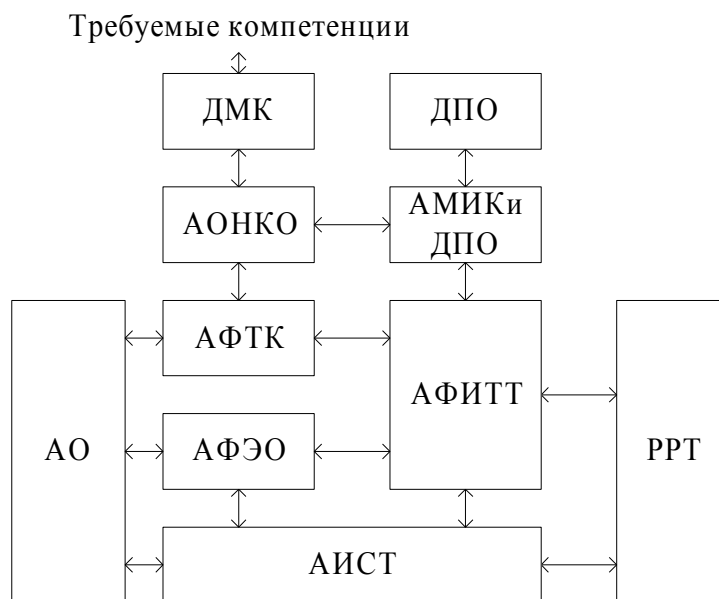 Требуемые компетенции
ДМК
ДПО
АОНКО
АМИКи
ДПО
АФТК
АФИТТ
АО
АФЭО
РРТ
АИСТ